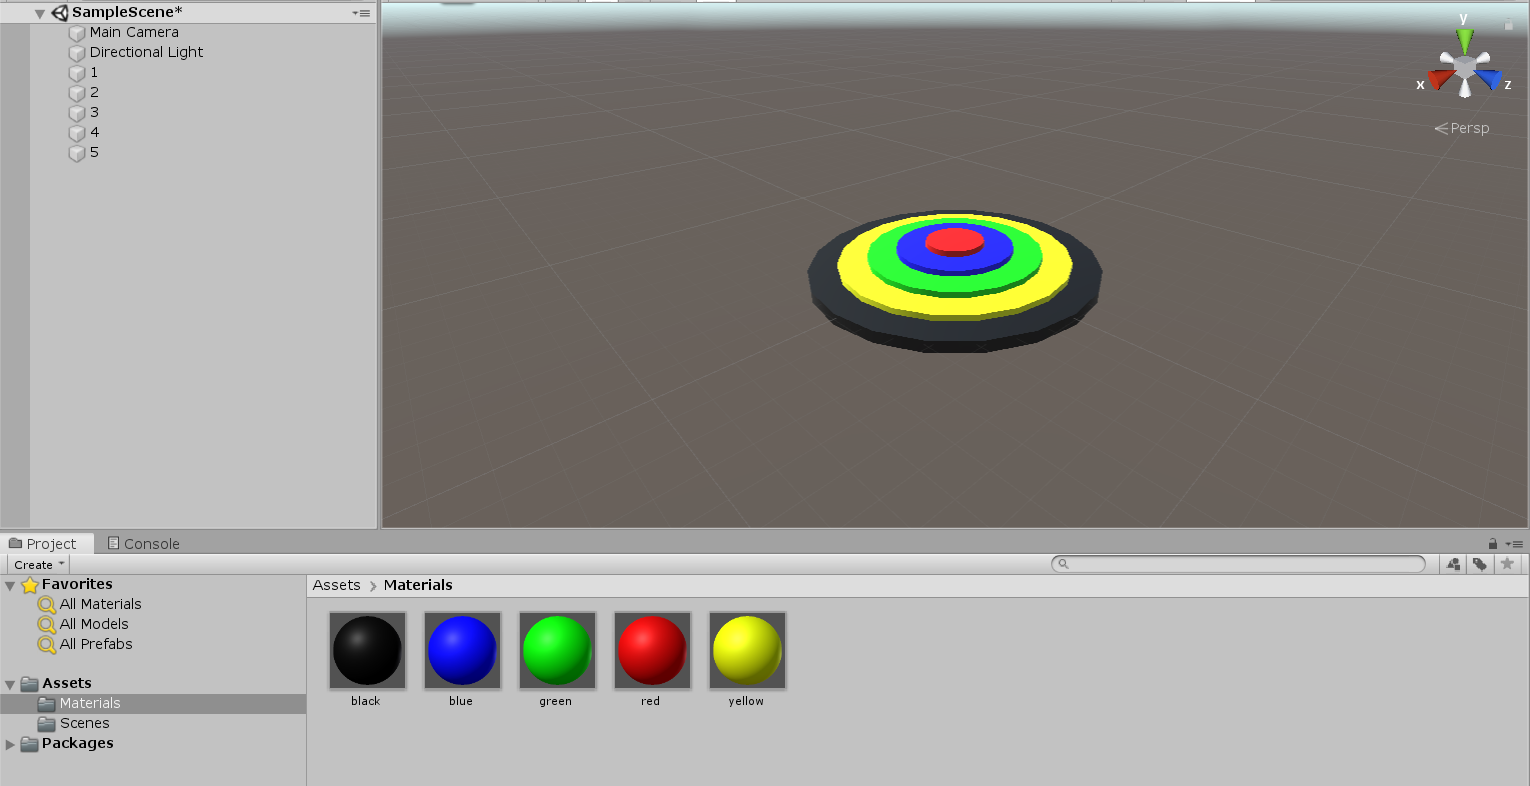 SampleScene*
Main Camera
Directional Light
1
2
3
4
5
y
x
z
Persp
Project
Console
Create
Favorites
All Materials
All Models
All Prefabs
Assets
Materials
Scenes
Packages
Assets > Materials
black
blue
green
red
yellow